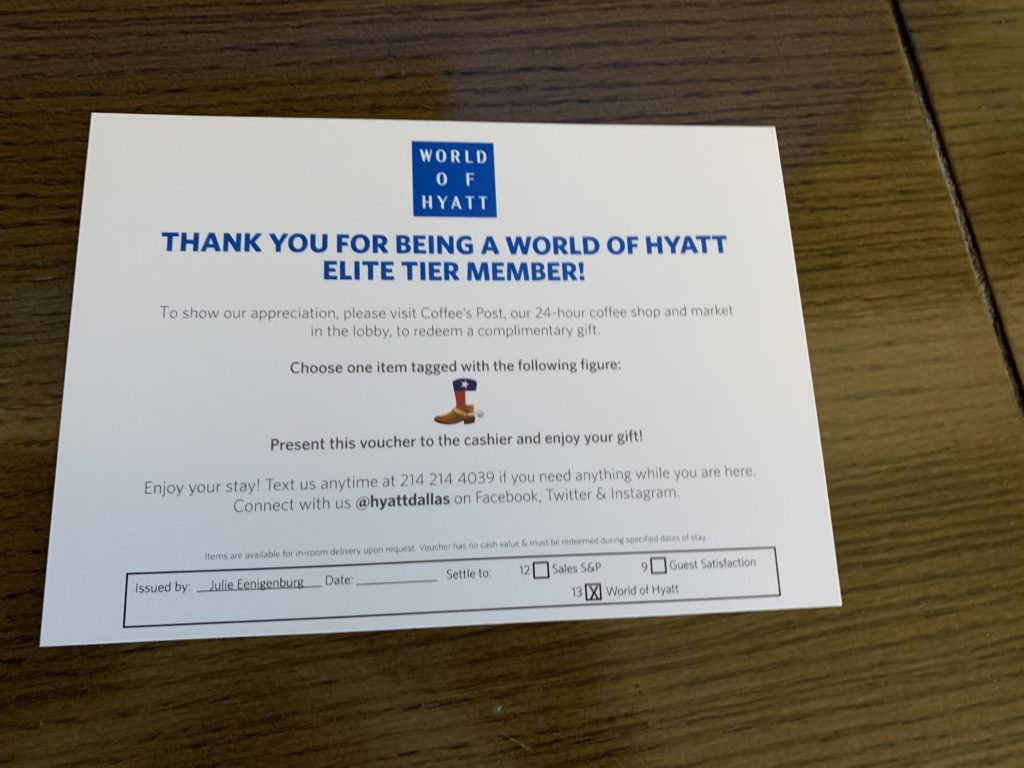 WORLD
OF
HYATT
THANK YOU FOR BEING A WORLD OF HYATT
ELITE TIER MEMBER!
To show our appreciation, please visit Coffee's Post, our 24-hour coffee shop and market
in the lobby, to redeem a complimentary gift.
Choose one item tagged with the following figure:
Present this voucher to the cashier and enjoy your gift!
Enjoy your stay! Text us anytime at 214 214 4039 if you need anything while you are here.
Connect with us @hyattdallas on Facebook, Twitter & Instagram.
Items are available for in-room delivery upon request. Voucher has no cash value & must be redeemed during specified dates of stay.
Issued by: Julie Eenigenburg Date: Settle to: 12 Sales S&P 9 Guest Satisfaction
13 X World of Hyatt